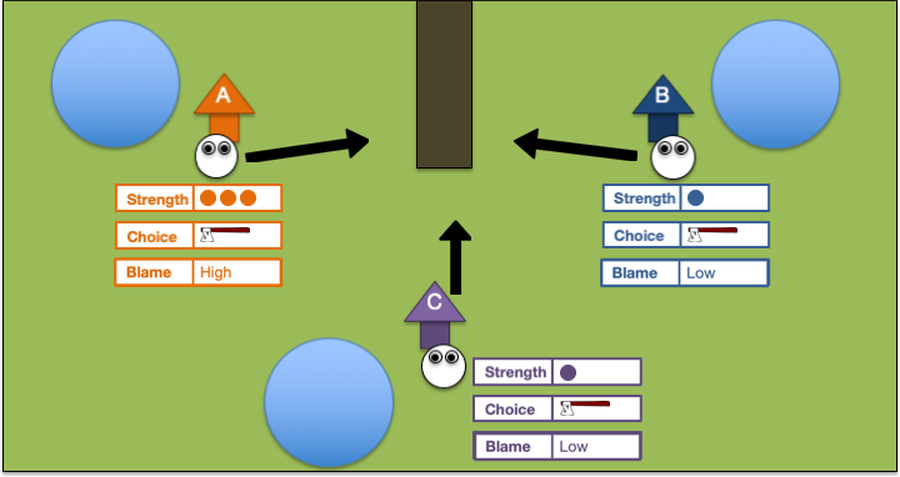 A
B
Strength
Choice
Blame High
Strength
Choice
Blame Low
C
Strength
Choice
Blame Low